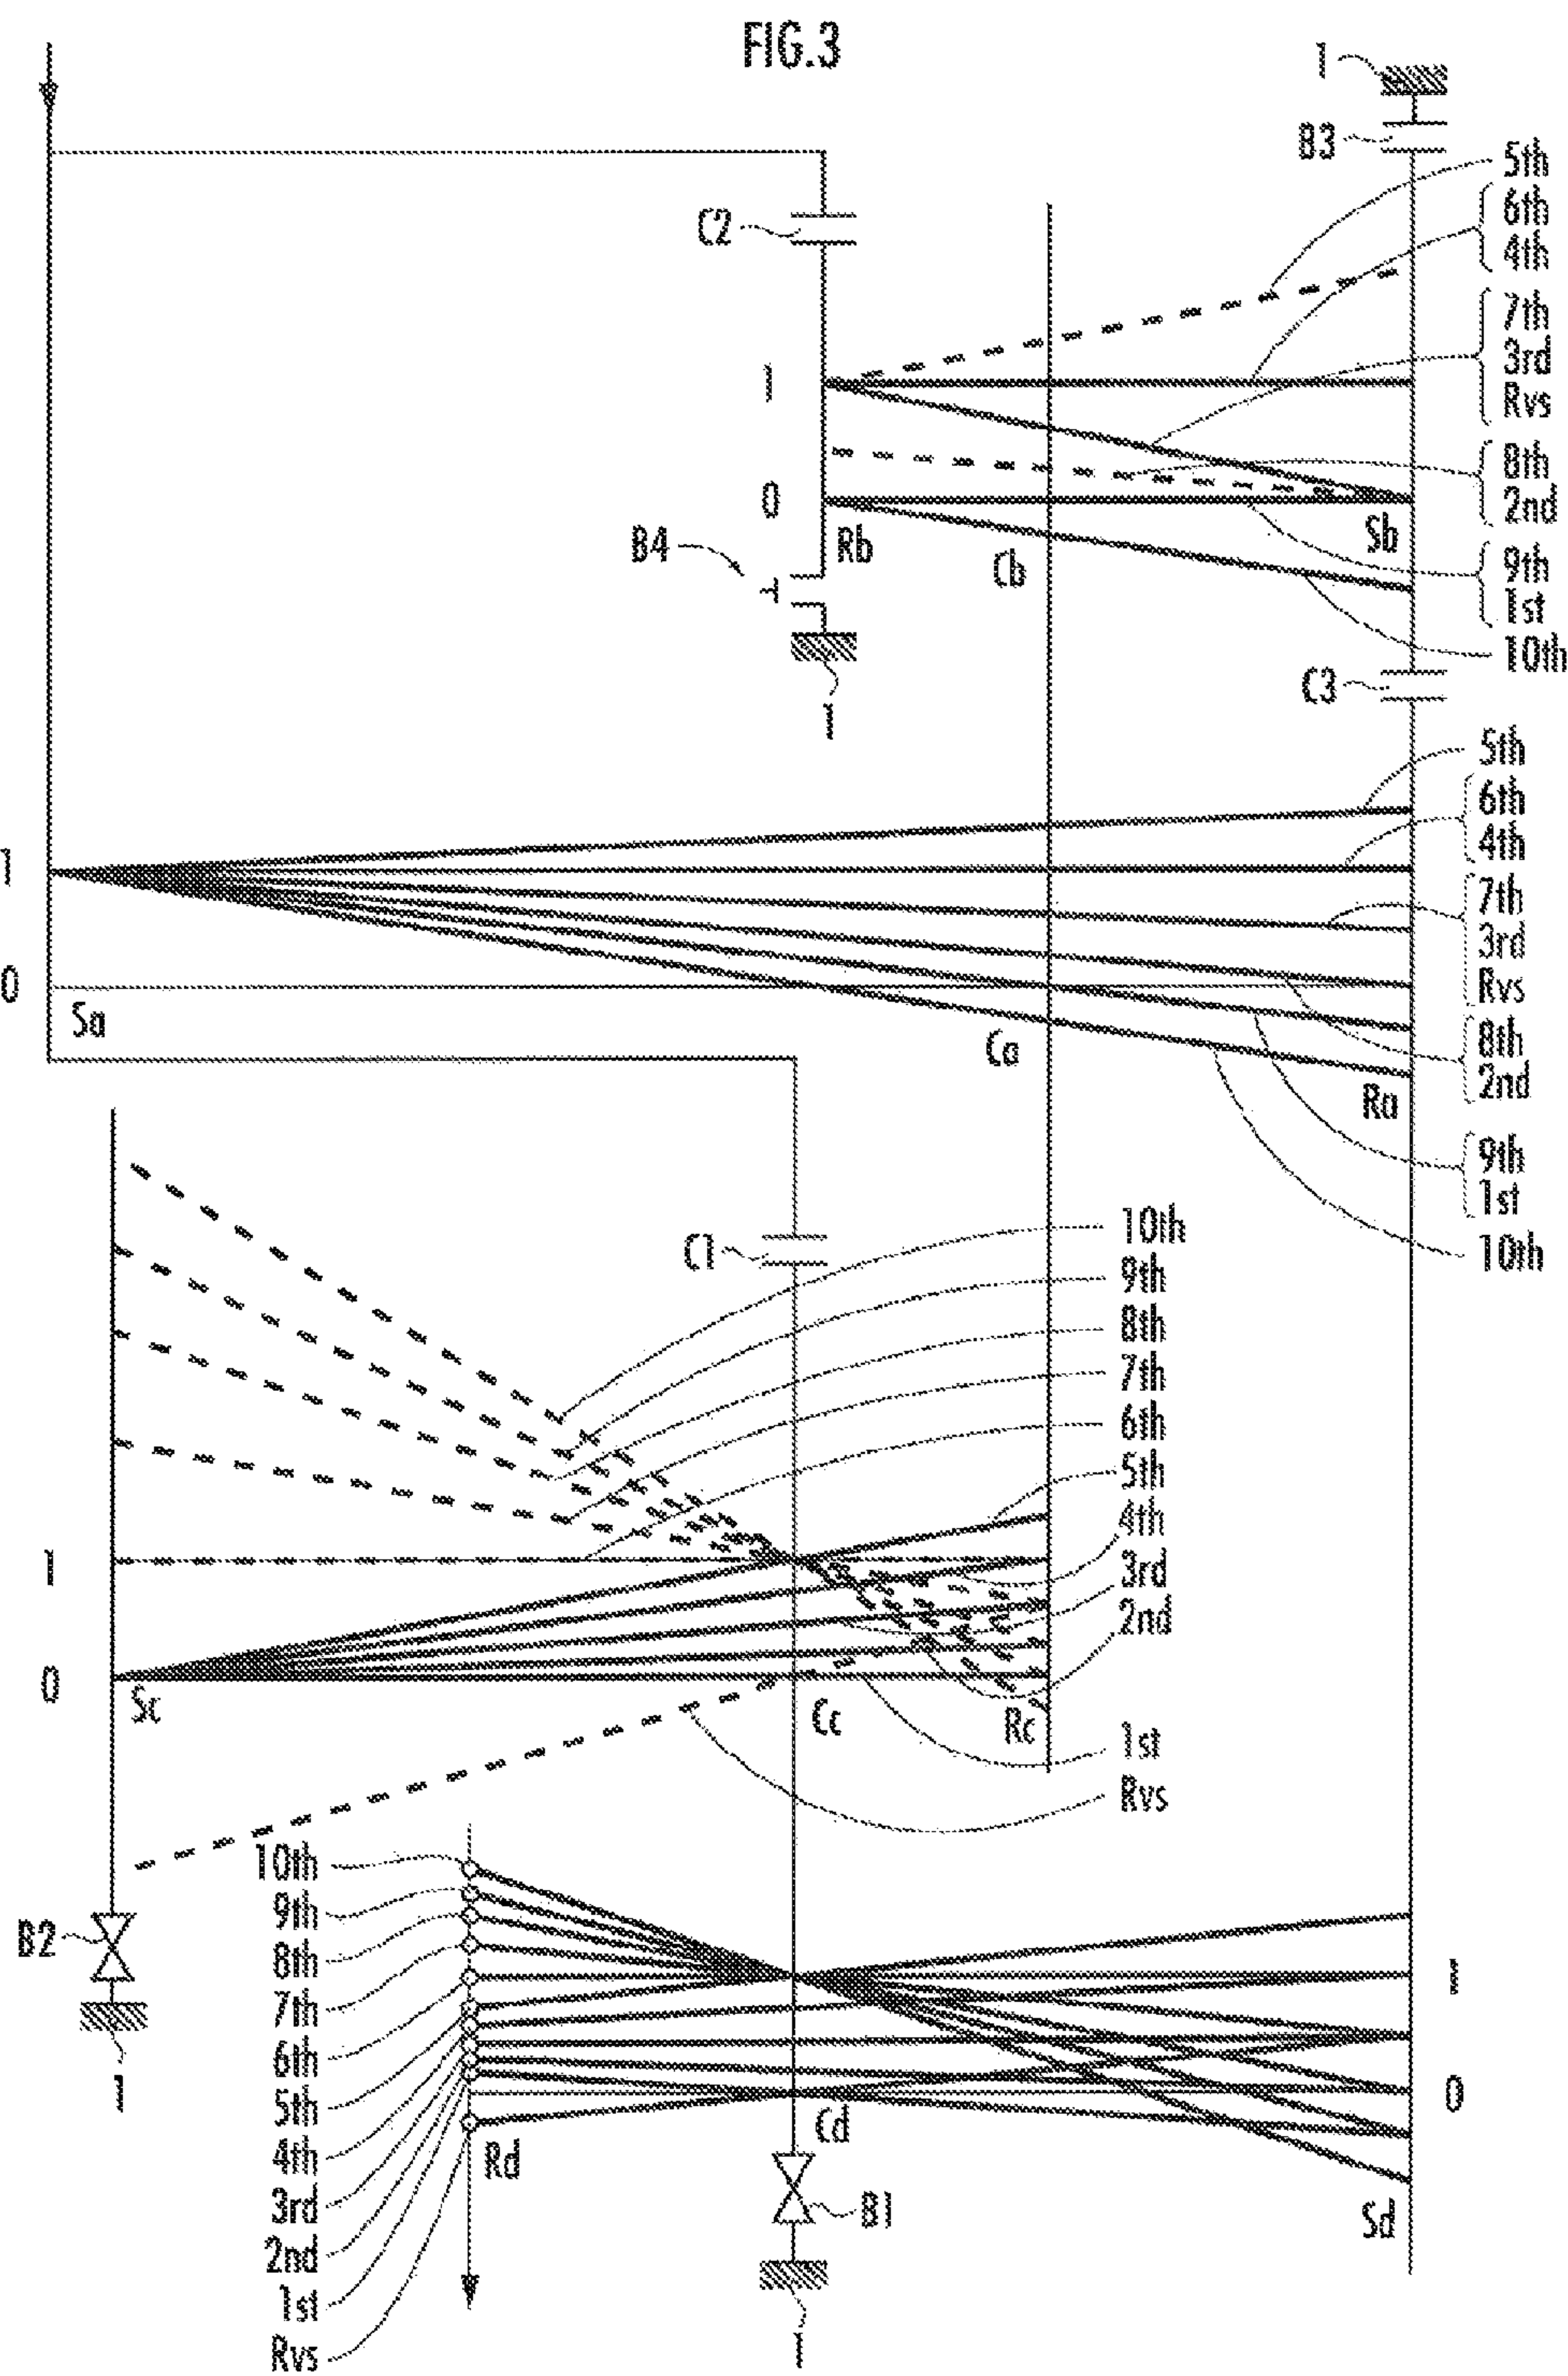 FIG.3
1
B3
5th
6th
4th
C2
7th
3rd
Rvs
1
8th
2nd
0
Rb
Sb
B4
Cb
9th
1st
10th
C3
1
5th
6th
4th
1
7th
3rd
Rvs
0
Sa
Ca
8th
2nd
Ra
9th
1st
10th
C1
10th
9th
8th
7th
6th
5th
4th
3rd
2nd
1
0
Sc
Cc
Rc
1st
Rvs
10th
9th
B2
8th
7th
1
6th
1
5th
0
4th
Cd
Rd
3rd
B1
Sd
2nd
1st
Rvs
1